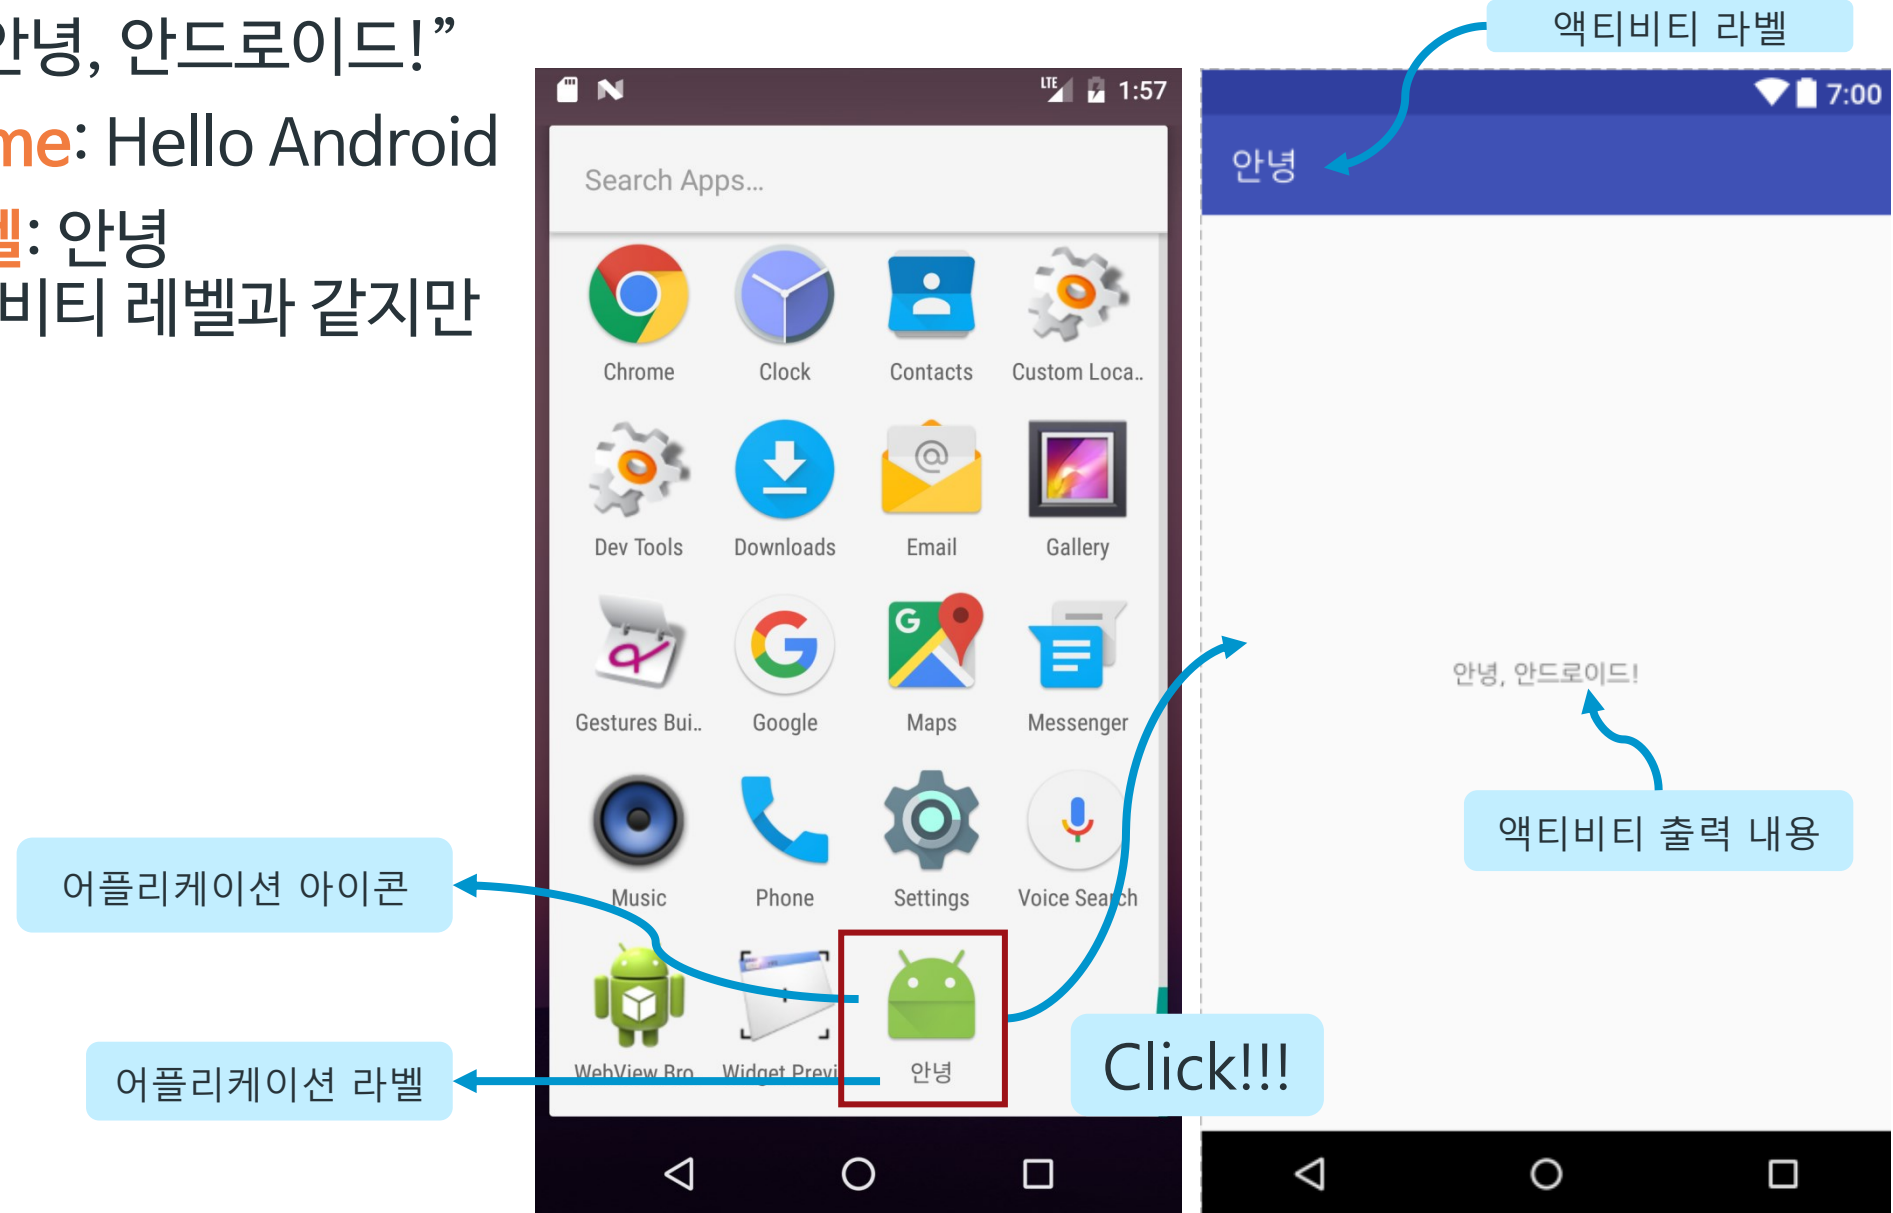 안녕, 안드로이드!”
me: Hello Android
벨: 안녕
비티 레벨과 같지만
LTE 1:57
Search Apps...
Chrome Clock Contacts Custom Loca..
Dev Tools Downloads Email Gallery
Gestures Bui.. Google Maps Messenger
Music Phone Settings Voice Search
WebView Bro Widget Previ 안녕
어플리케이션 아이콘
어플리케이션 라벨
Click!!!
액티비티 라벨
7:00
안녕
안녕, 안드로이드!
액티비티 출력 내용